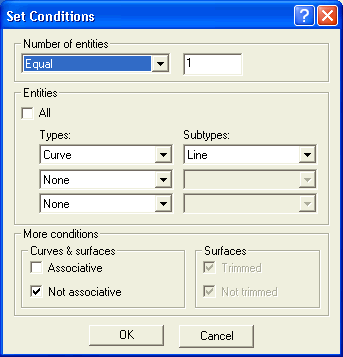 Set Conditions
Number of entities
Equal 1
Entities
All
Types: Subtypes:
Curve Line
None
None
More conditions
Curves & surfaces Surfaces
Associative Trimmed
Not associative Not trimmed
OK Cancel